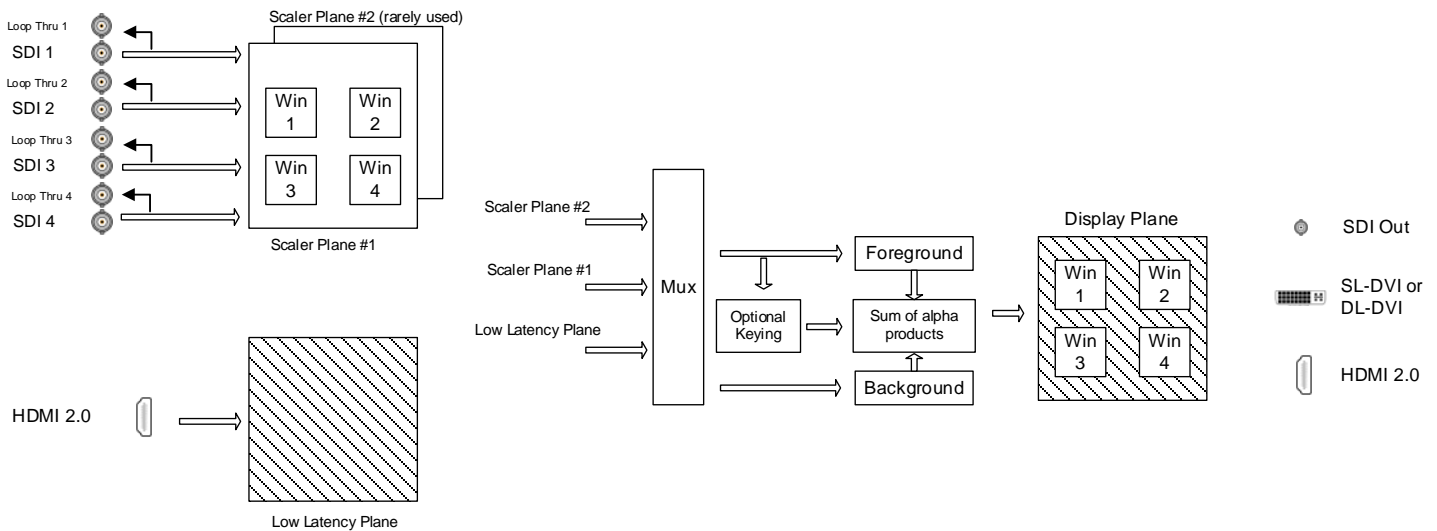 Scaler Plane #2 (rarely used)
Loop Thru 1
SDI 1
Loop Thru 2
SDI 2
Loop Thru 3
SDI 3
Loop Thru 4
SDI 4
Win
1
Win
2
Win
3
Win
4
Scaler Plane #1
HDMI 2.0
Low Latency Plane
Scaler Plane #2
Scaler Plane #1
Low Latency Plane
Mux
Foreground
Optional
Keying
Sum of alpha
products
Background
Display Plane
Win
1
Win
2
Win
3
Win
4
SDI Out
SL-DVI or
DL-DVI
HDMI 2.0